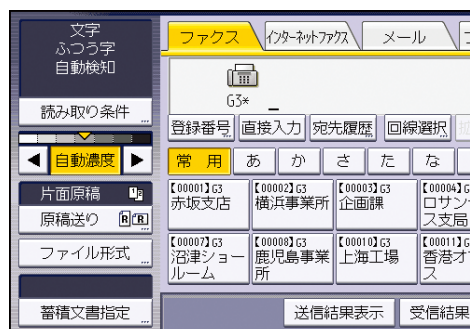 文字
ふつう字
自動検知
読み取り条件
自動濃度
片面原稿
原稿送り
ファイル形式
蓄積文書指定
ファクス インターネットファクス メール
G3*
登録番号 直接入力 宛先履歴 回線選択
常用 あ か さ た な
【00001】G3 【00002】G3 【00003】G3 【00004】G
赤坂支店 横浜事業所 企画課 ロサン
ス支局
【00007】G3 【00008】G3 【00010】G3 【00011】G
沼津ショー 鹿児島事業 上海工場 香港オ
ルーム 所 ス
送信結果表示 受信結果